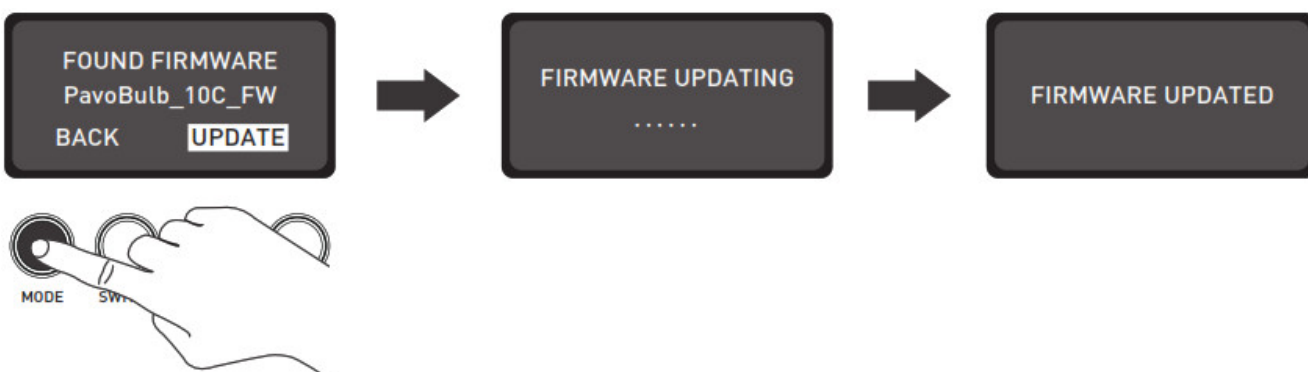 FOUND FIRMWARE
PavoBulb_10C_FW
BACK UPDATE
FIRMWARE UPDATING
......
FIRMWARE UPDATED
MODE